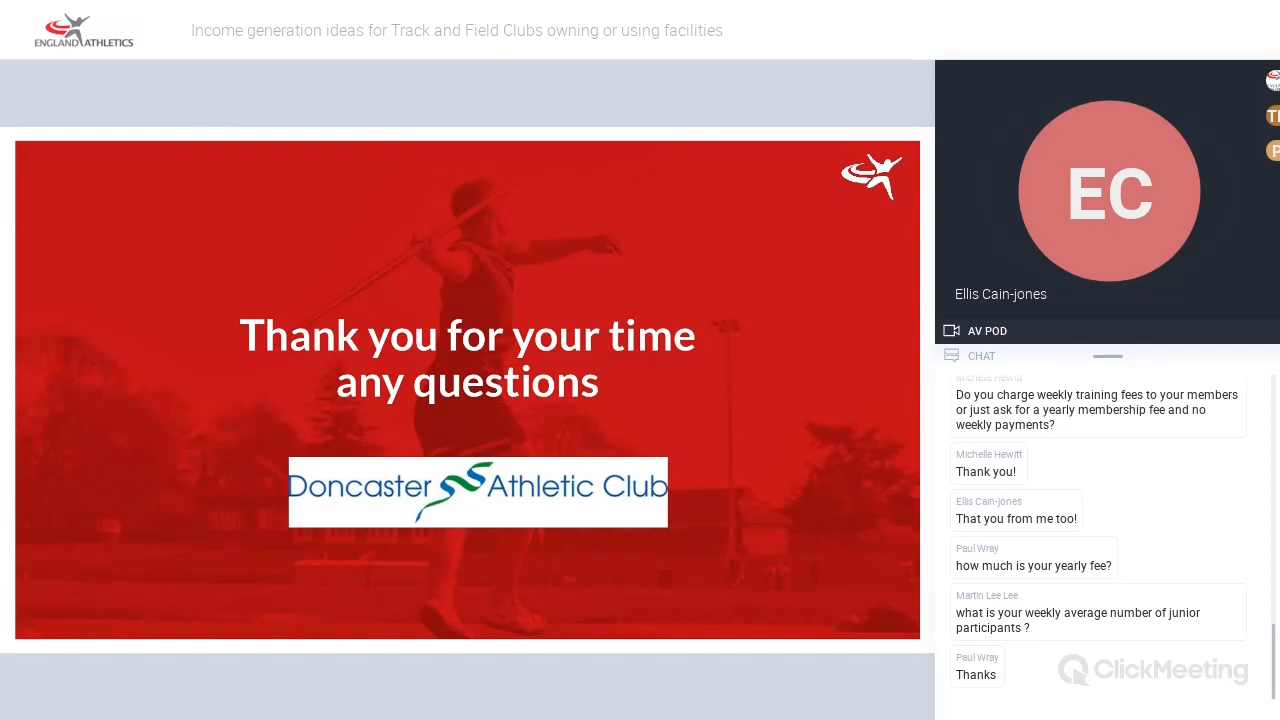 ENGLAND ATHLETICS
Income generation ideas for Track and Field Clubs owning or using facilities
Thank you for your time
any questions
Doncaster Athletic Club
EC
Ellis Cain-jones
AV POD
CHAT
Michelle Hewitt
Do you charge weekly training fees to your members
or just ask for a yearly membership fee and no
weekly payments?
Michelle Hewitt
Thank you!
Ellis Cain-jones
That you from me too!
Paul Wray
how much is your yearly fee?
Martin Lee Lee
what is your weekly average number of junior
participants ?
Paul Wray
Thanks
ClickMeeting